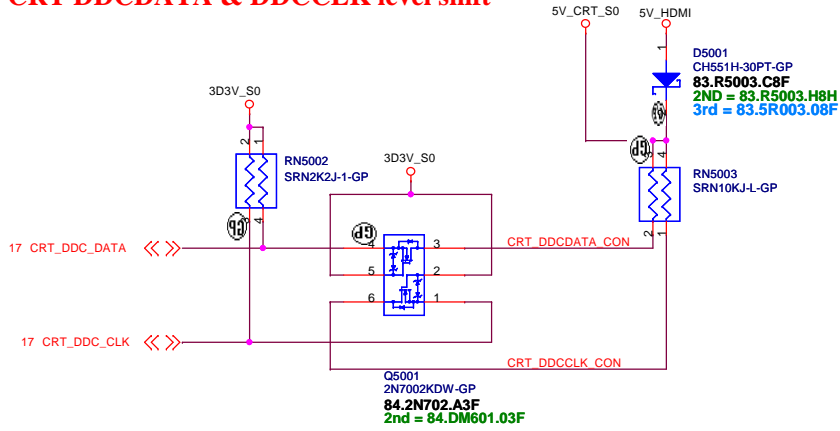 CRT DDCDATA & DDCCLK level shift
5V_CRT_S0
5V_HDMI
1
D5001
CH551H-30PT-GP
83.R5003.C8F
2ND = 83.R5003.H8H
3rd = 83.5R003.08F
3D3V_S0
2
1
RN5002
SRN2K2J-1-GP
GP
3
4
3D3V_S0
GP
3
4
RN5003
SRN10KJ-L-GP
2
1
17 CRT_DDC_DATA
GP
4
3
CRT_DDCDATA_CON
5
2
6
1
17 CRT_DDC_CLK
CRT_DDCCLK_CON
Q5001
2N7002KDW-GP
84.2N702.A3F
2nd = 84.DM601.03F